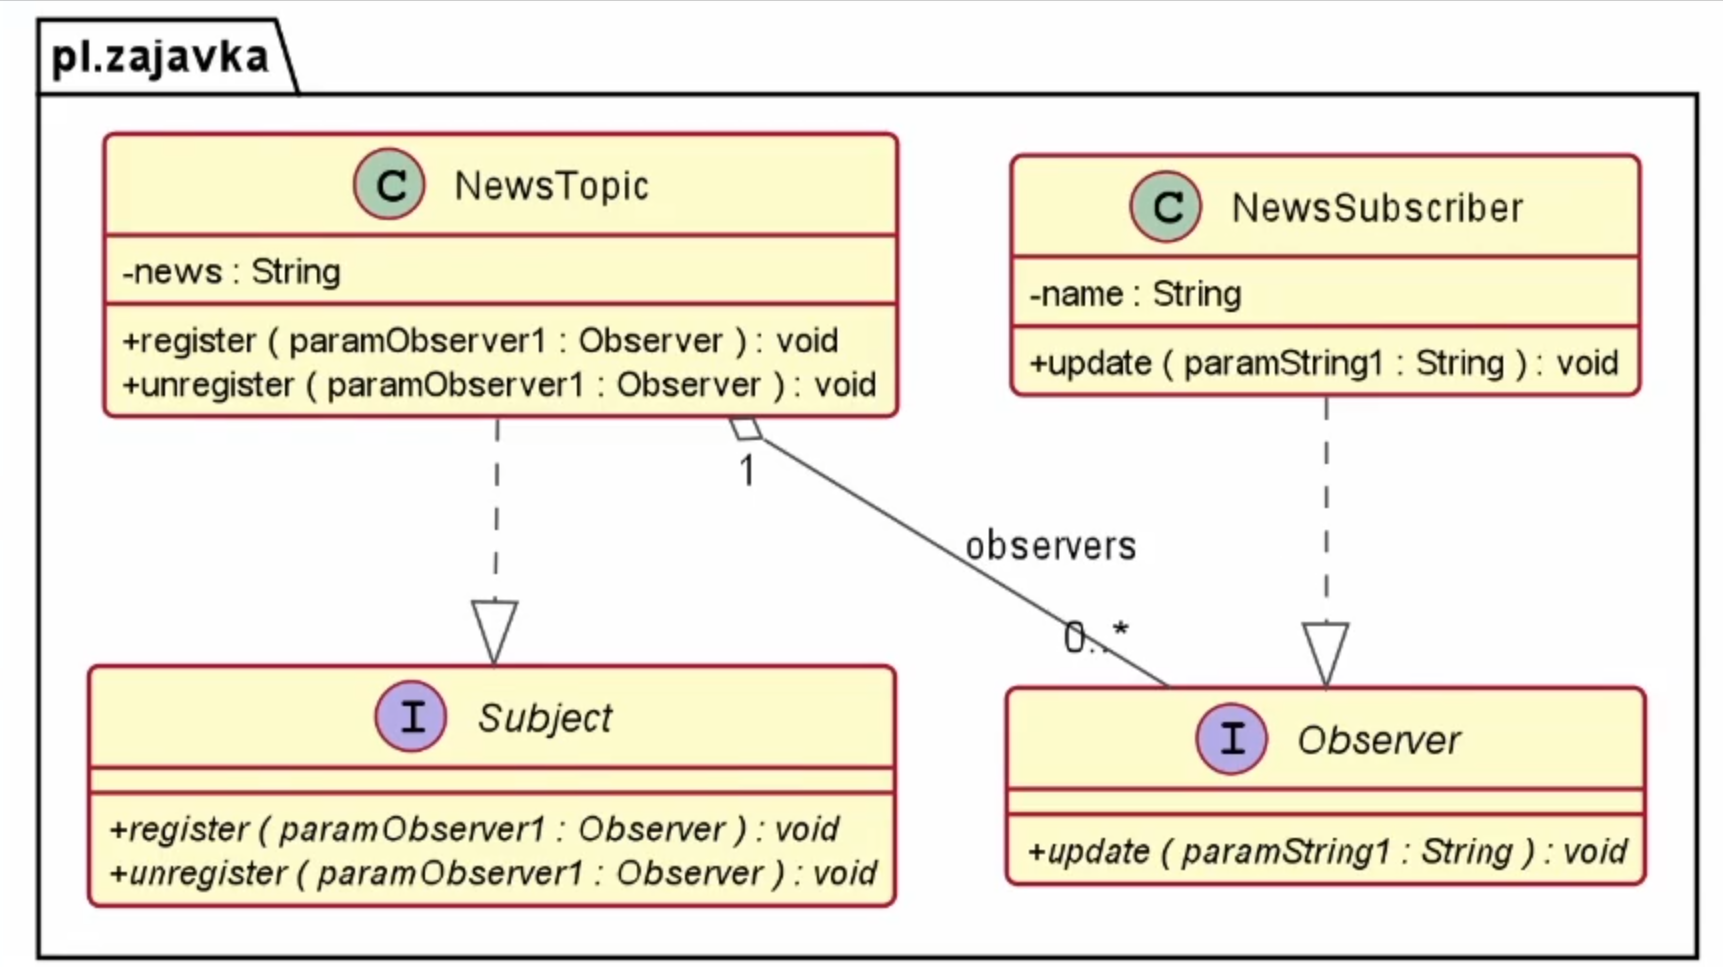 pl.zajavka
C NewsTopic
-news : String
+register ( paramObserver1 : Observer ) : void
+unregister ( paramObserver1 : Observer ) : void
C NewsSubscriber
-name : String
+update ( paramString1 : String ) : void
1
observers
0..*
I Subject
+register ( paramObserver1 : Observer ) : void
+unregister ( paramObserver1 : Observer ) : void
I Observer
+update ( paramString1 : String ) : void